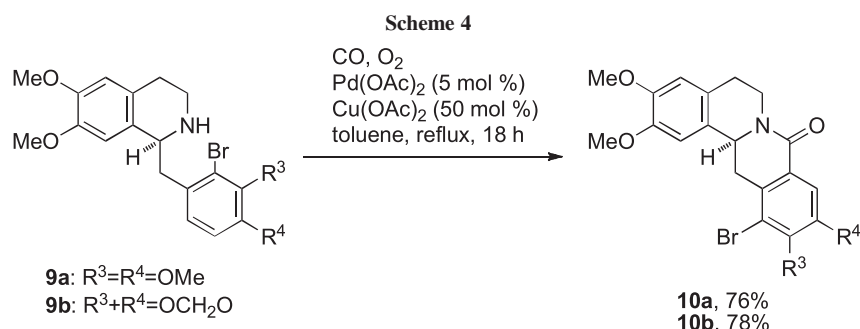 Scheme 4
CO, O2
Pd(OAc)2 (5 mol %)
Cu(OAc)2 (50 mol %)
toluene, reflux, 18 h
MeO
MeO
NH
H
Br
R3
R4
9a: R3=R4=OMe
9b: R3+R4=OCH2O
MeO
MeO
N
O
H
Br
R4
R3
10a, 76%
10b, 78%